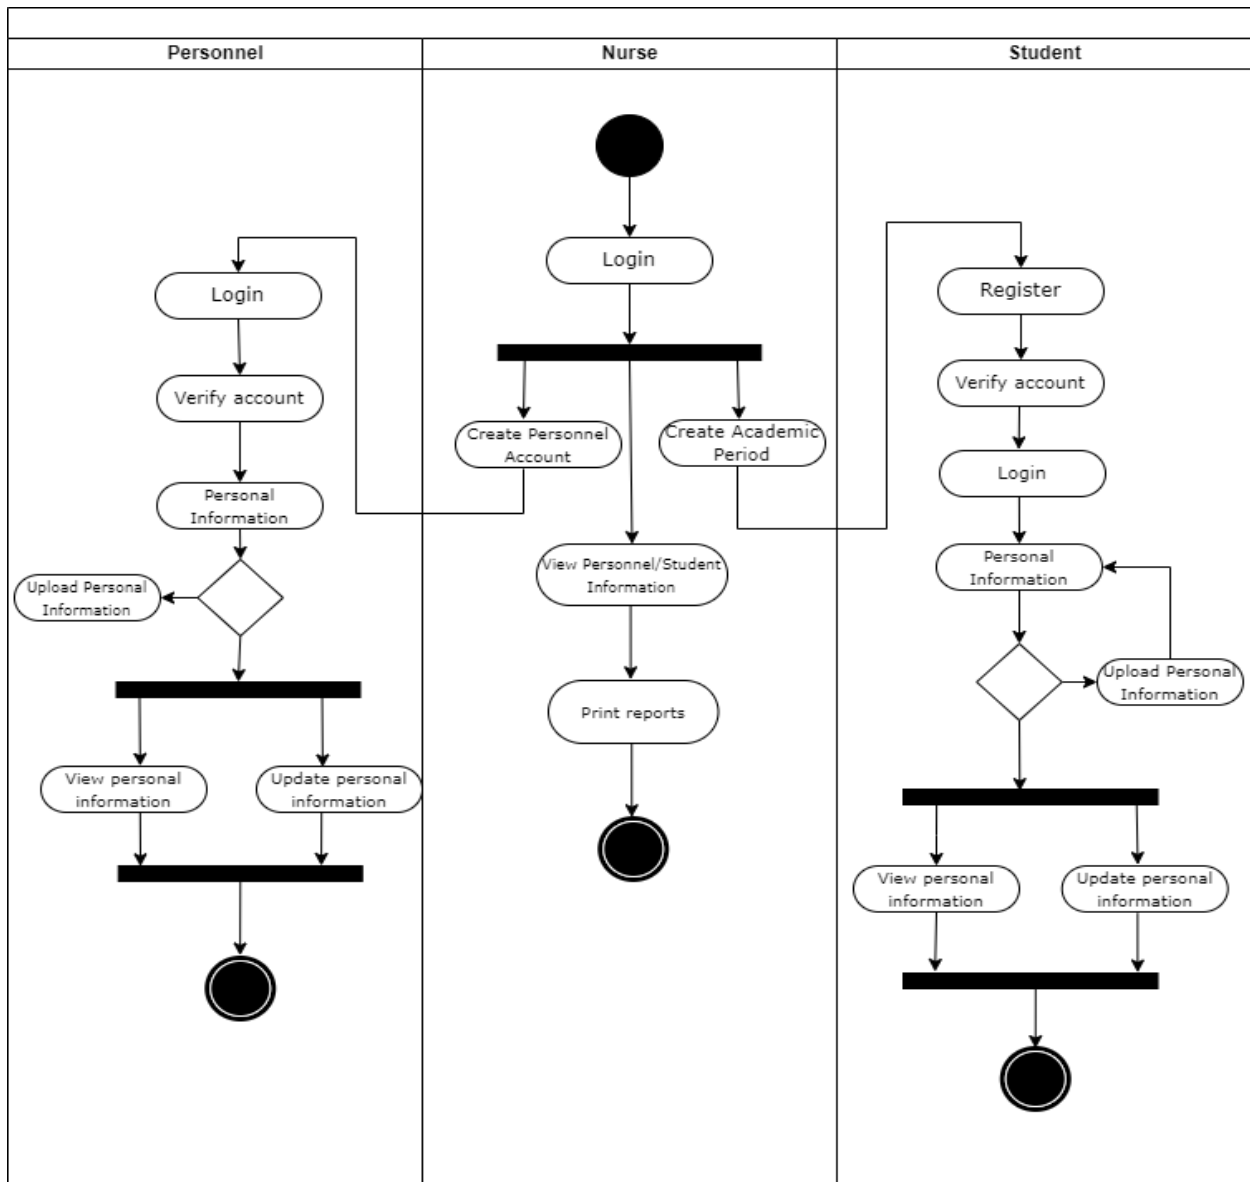 Personnel
Nurse
Student
Login
Verify account
Personal
Information
Upload Personal
Information
View personal
information
Update personal
information
Login
Create Personnel
Account
Create Academic
Period
View Personnel/Student
Information
Print reports
Register
Verify account
Login
Personal
Information
Upload Personal
Information
View personal
information
Update personal
information